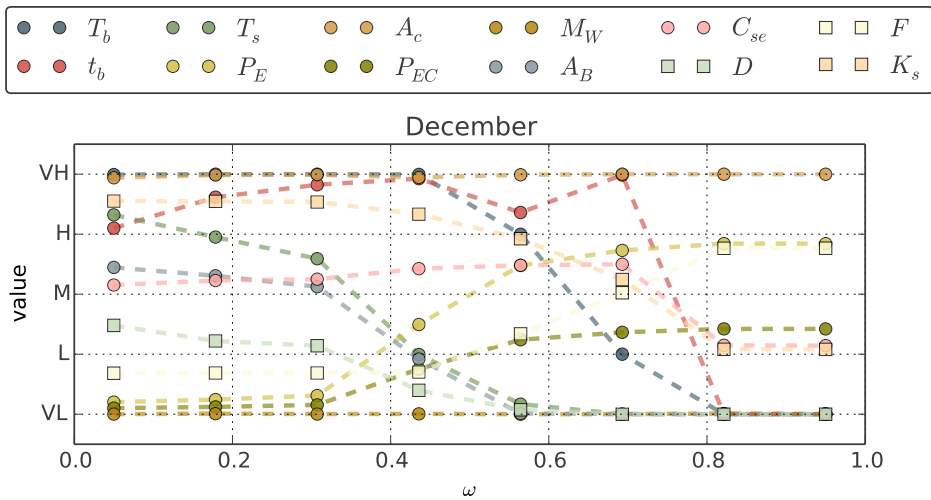 T_b T_s A_c M_W C_se F
t_b P_E P_EC A_B D K_s
December
VH
H
M
L
VL
value
0.0 0.2 0.4 0.6 0.8 1.0
ω